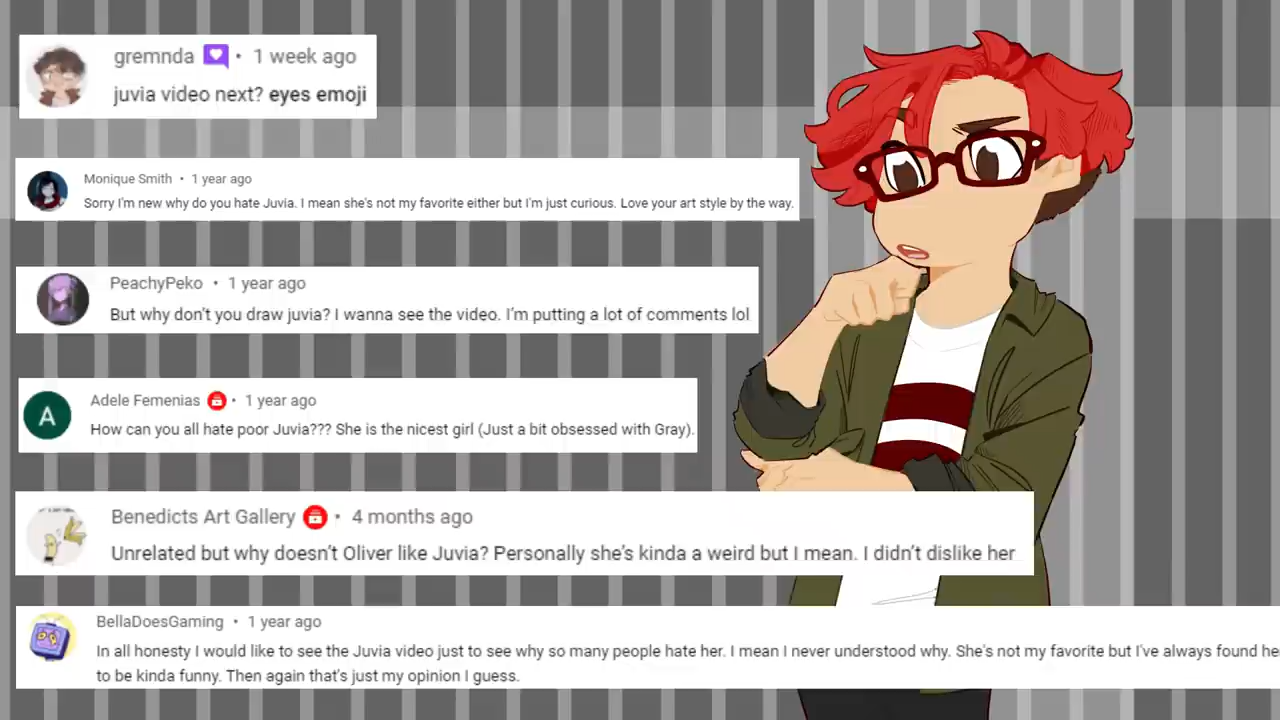 gremnda • 1 week ago
juvia video next? eyes emoji
Monique Smith • 1 year ago
Sorry I'm new why do you hate Juvia. I mean she's not my favorite either but I'm just curious. Love your art style by the way.
PeachyPeko • 1 year ago
But why don't you draw juvia? I wanna see the video. I'm putting a lot of comments lol
A
Adele Femenias • 1 year ago
How can you all hate poor Juvia??? She is the nicest girl (Just a bit obsessed with Gray).
Benedicts Art Gallery • 4 months ago
Unrelated but why doesn't Oliver like Juvia? Personally she's kinda a weird but I mean. I didn't dislike her
BellaDoesGaming • 1 year ago
In all honesty I would like to see the Juvia video just to see why so many people hate her. I mean I never understood why. She's not my favorite but I've always found he
to be kinda funny. Then again that's just my opinion I guess.